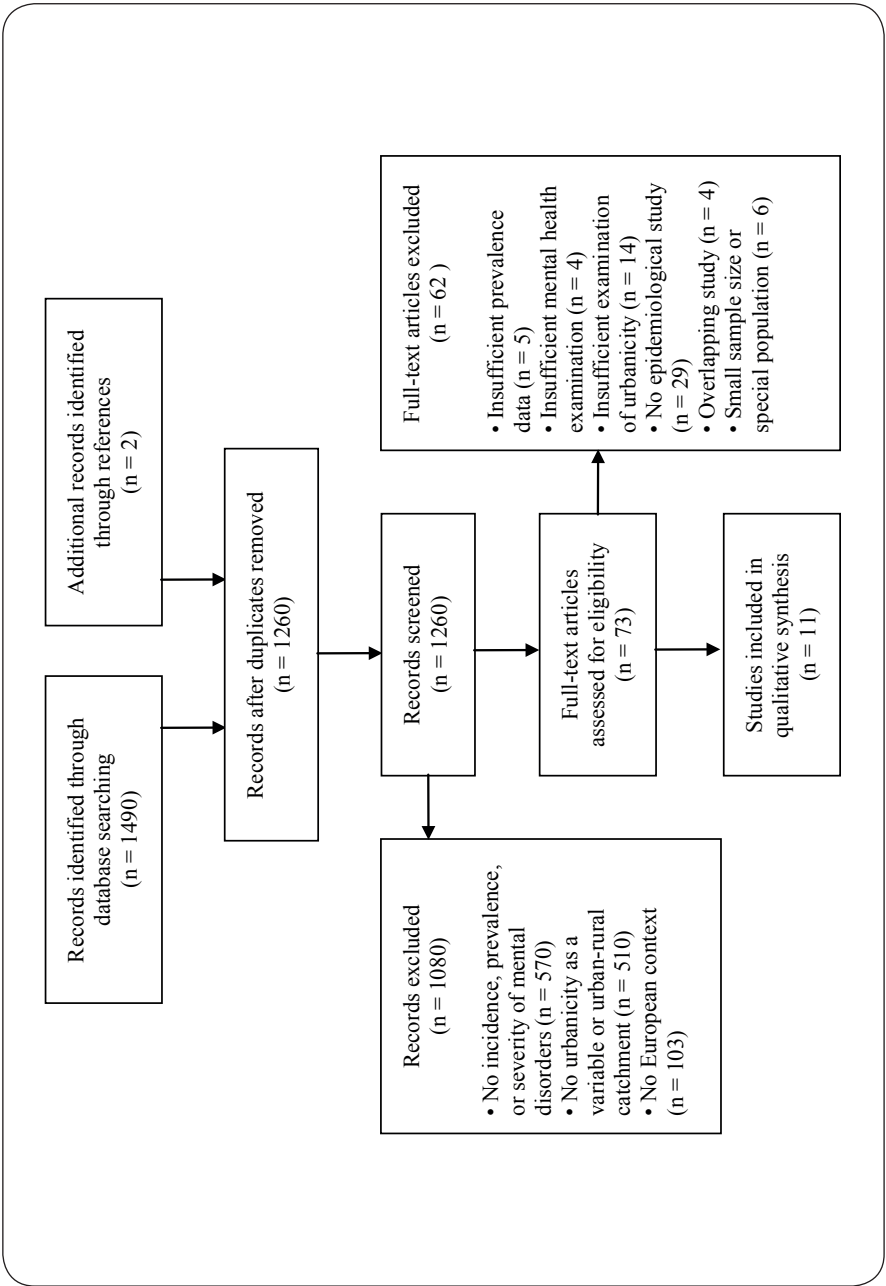 Records identified through
database searching
(n = 1490)
Additional records identified
through references
(n = 2)
Records after duplicates removed
(n = 1260)
Records screened
(n = 1260)
Records excluded
(n = 1080)
• No incidence, prevalence,
or severity of mental
disorders (n = 570)
• No urbanicity as a
variable or urban-rural
catchment (n = 510)
• No European context
(n = 103)
Full-text articles
assessed for eligibility
(n = 73)
Full-text articles excluded
(n = 62 )
• Insufficient prevalence
data (n = 5)
• Insufficient mental health
examination (n = 4)
• Insufficient examination
of urbanicity (n = 14)
• No epidemiological study
(n = 29)
• Overlapping study (n = 4)
• Small sample size or
special population (n = 6)
Studies included in
qualitative synthesis
(n = 11)